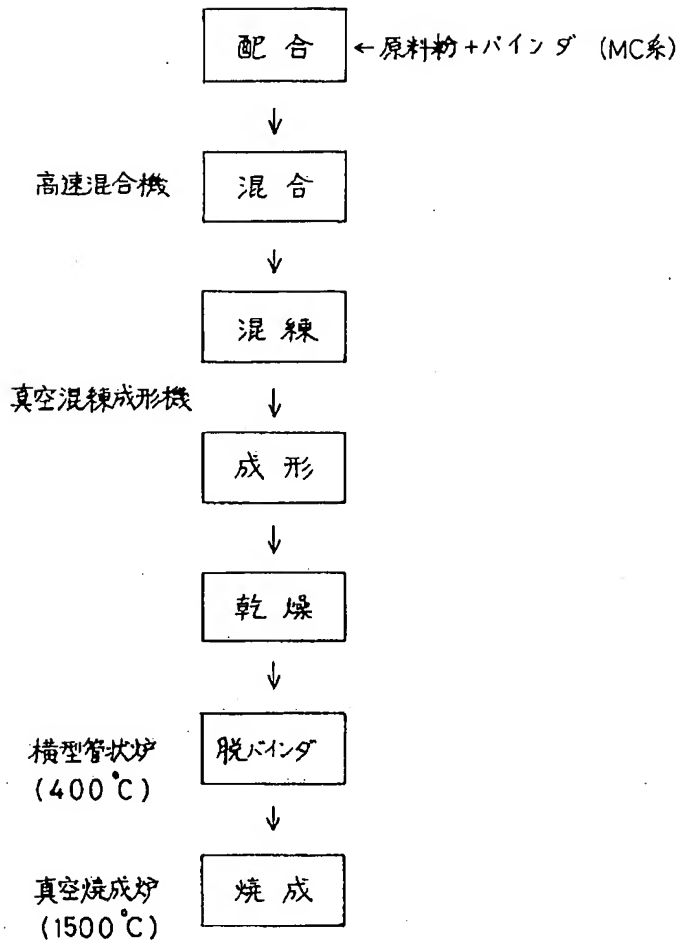 配合 ←原料粉+バインダ (MC系)
↓
高速混合機 混合
↓
混練
真空混練成形機 ↓
成形
↓
乾燥
↓
横型管状炉 脱バインダ
(400℃)
↓
真空焼成炉 焼成
(1500℃)